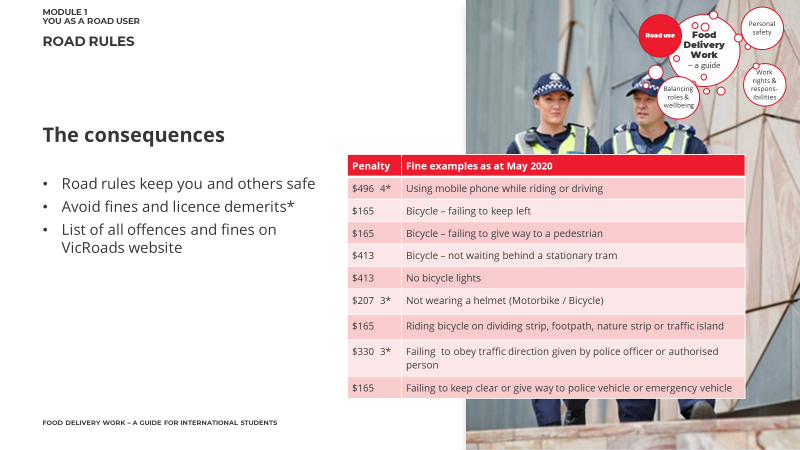 MODULE 1
YOU AS A ROAD USER
ROAD RULES
Road use
Food
Delivery
Work
– a guide
Personal
safety
Work
rights &
respons-
ibilities
Balancing
roles &
wellbeing
The consequences
• Road rules keep you and others safe
• Avoid fines and licence demerits*
• List of all offences and fines on
VicRoads website
Penalty Fine examples as at May 2020
$496 4* Using mobile phone while riding or driving
$165 Bicycle – failing to keep left
$165 Bicycle – failing to give way to a pedestrian
$413 Bicycle – not waiting behind a stationary tram
$413 No bicycle lights
$207 3* Not wearing a helmet (Motorbike / Bicycle)
$165 Riding bicycle on dividing strip, footpath, nature strip or traffic island
$330 3* Failing to obey traffic direction given by police officer or authorised
person
$165 Failing to keep clear or give way to police vehicle or emergency vehicle
FOOD DELIVERY WORK – A GUIDE FOR INTERNATIONAL STUDENTS